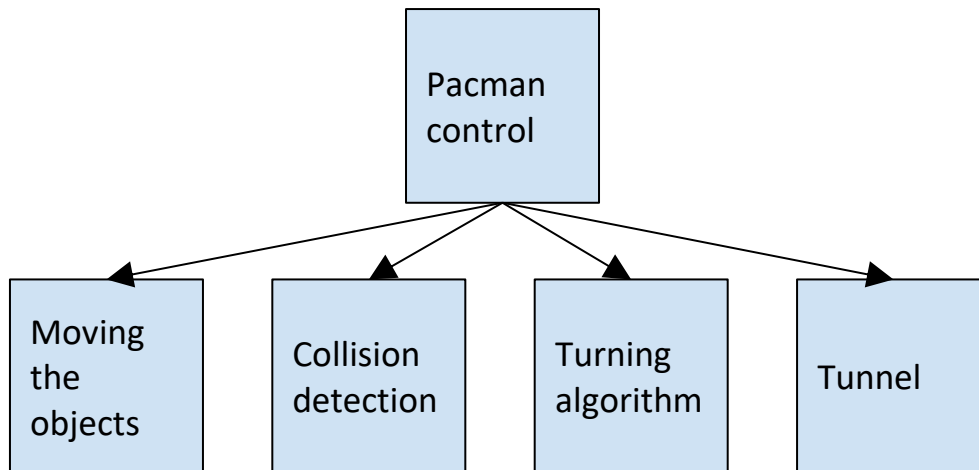 Pacman
control
Moving
the
objects
Collision
detection
Turning
algorithm
Tunnel